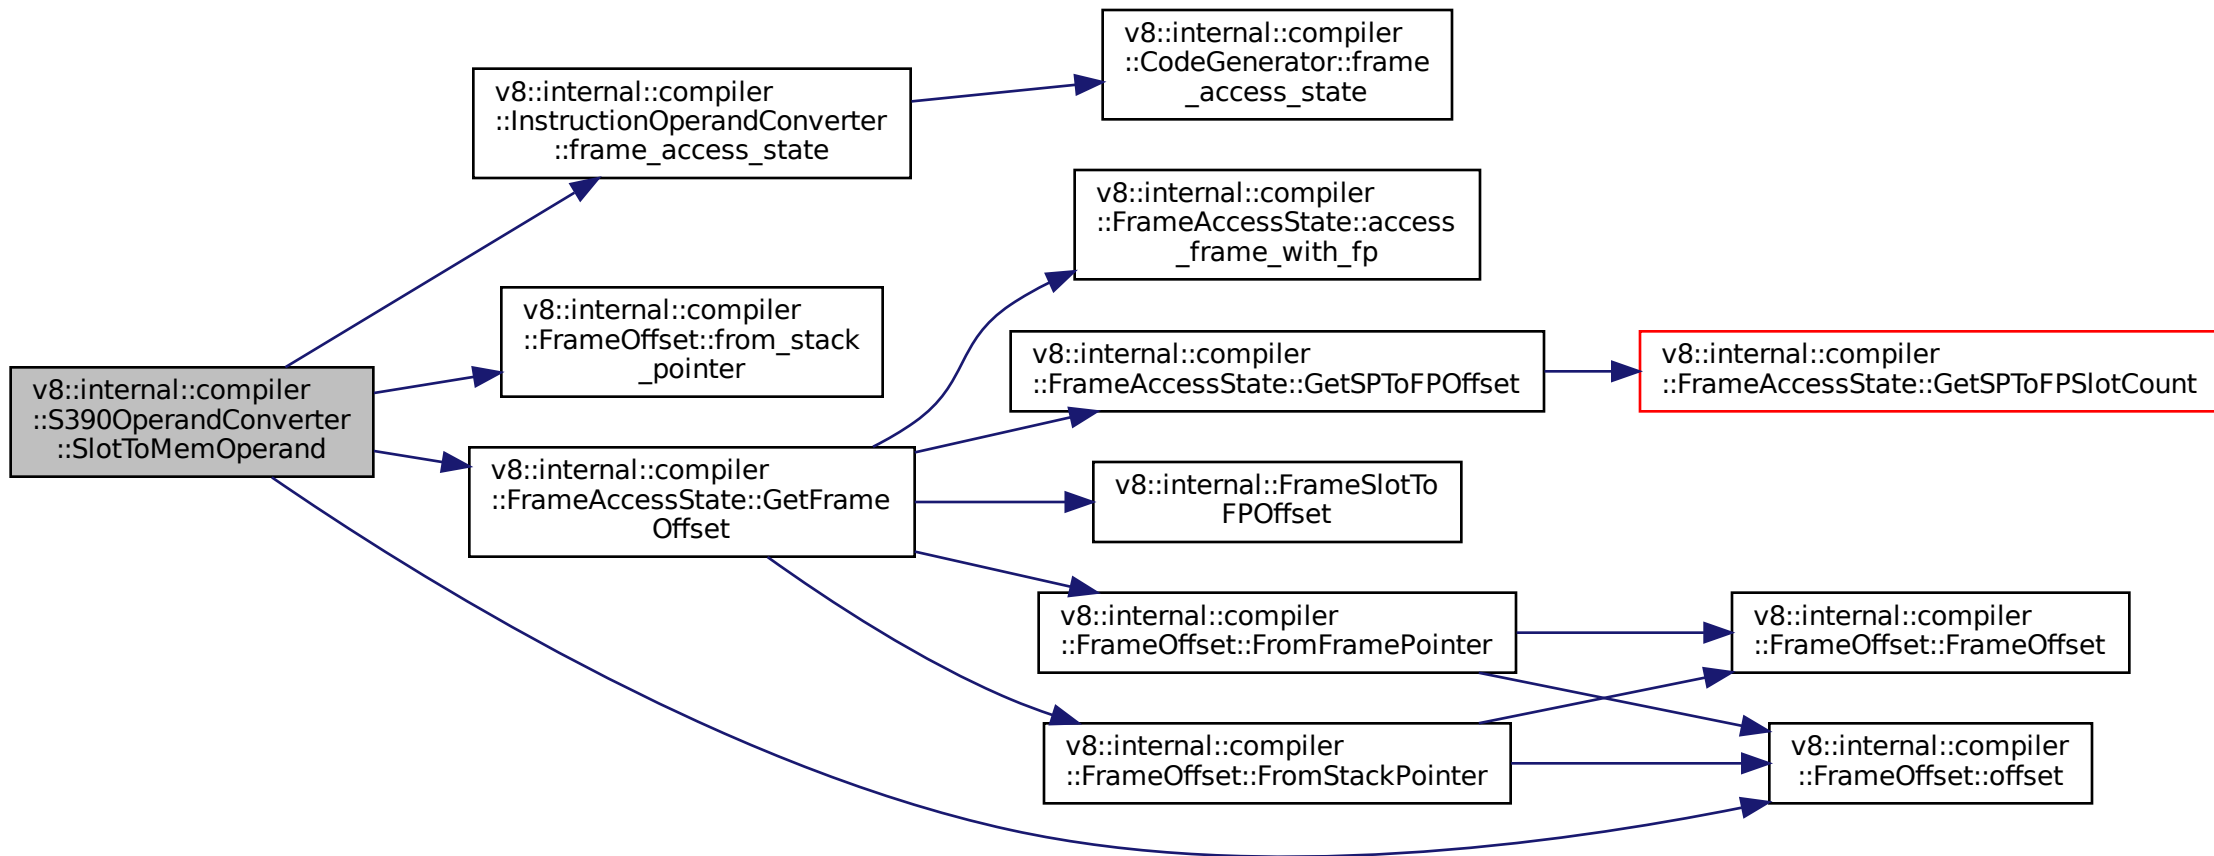 v8::internal::compiler
::CodeGenerator::frame
_access_state
v8::internal::compiler
::InstructionOperandConverter
::frame_access_state
v8::internal::compiler
::FrameAccessState::access
_frame_with_fp
v8::internal::compiler
::FrameOffset::from_stack
_pointer
v8::internal::compiler
::FrameAccessState::GetSPToFPOffset
v8::internal::compiler
::FrameAccessState::GetSPToFPSlotCount
v8::internal::compiler
::S390OperandConverter
::SlotToMemOperand
v8::internal::compiler
::FrameAccessState::GetFrame
Offset
v8::internal::FrameSlotTo
FPOffset
v8::internal::compiler
::FrameOffset::FromFramePointer
v8::internal::compiler
::FrameOffset::FrameOffset
v8::internal::compiler
::FrameOffset::FromStackPointer
v8::internal::compiler
::FrameOffset::offset